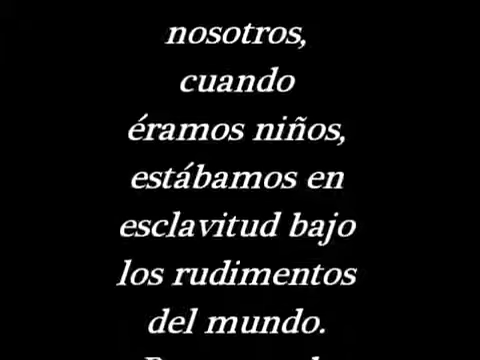 nosotros,
cuando
éramos niños,
estábamos en
esclavitud bajo
los rudimentos
del mundo.